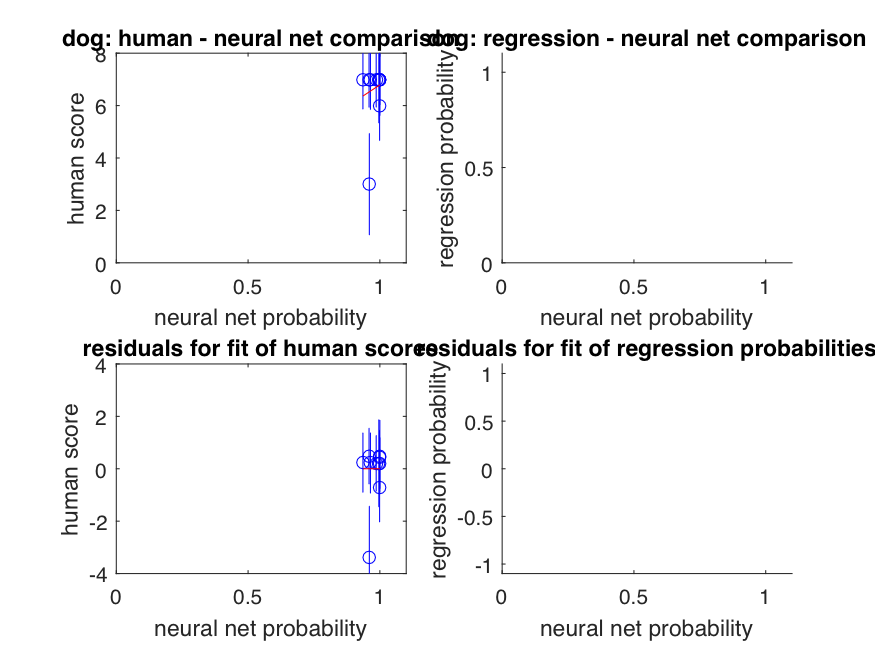 dog: human - neural net comparison
dog: regression - neural net comparison
human score
8
6
4
2
0
0
0.5
1
neural net probability
regression probability
1
0.5
0
0
0.5
1
neural net probability
residuals for fit of human scores
residuals for fit of regression probabilities
human score
4
2
0
-2
-4
0
0.5
1
neural net probability
regression probability
1
0.5
0
-0.5
-1
0
0.5
1
neural net probability